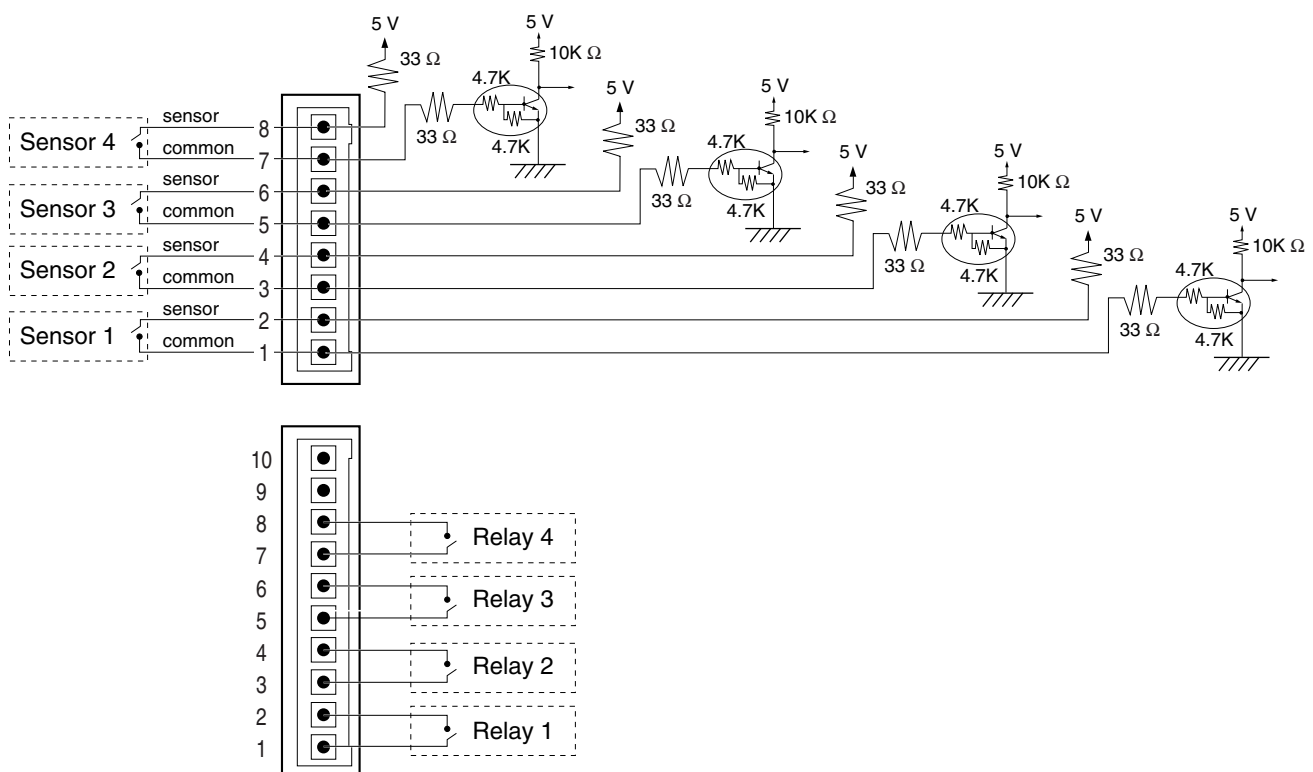 5 V
33 Ω
5 V
10K Ω
4.7K
33 Ω
4.7K
5 V
33 Ω
5 V
10K Ω
4.7K
33 Ω
4.7K
5 V
33 Ω
5 V
10K Ω
4.7K
33 Ω
4.7K
5 V
33 Ω
5 V
10K Ω
4.7K
33 Ω
4.7K
Sensor 4
sensor
8
common
7
Sensor 3
sensor
6
common
5
Sensor 2
sensor
4
common
3
Sensor 1
sensor
2
common
1
10
9
8
7
Relay 4
6
5
Relay 3
4
3
Relay 2
2
1
Relay 1